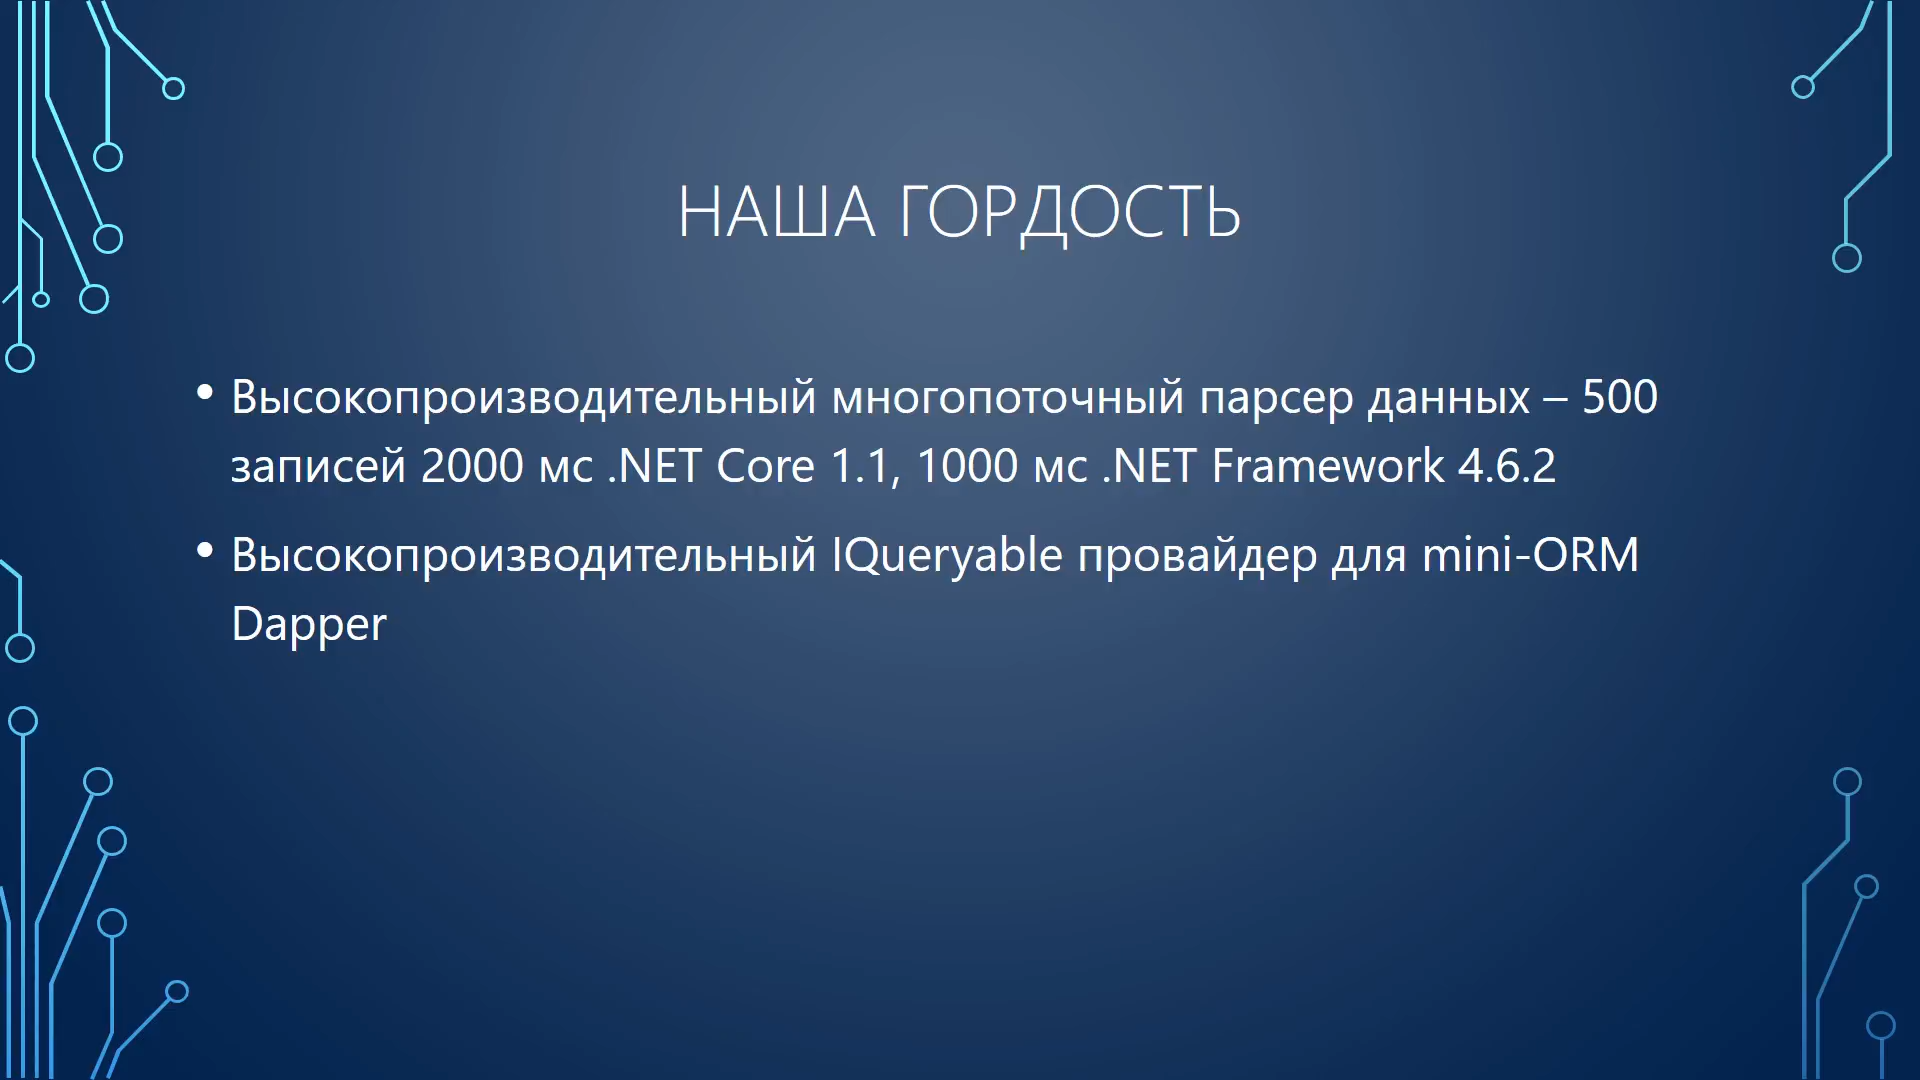 НАША ГОРДОСТЬ
• Высокопроизводительный многопоточный парсер данных – 500
записей 2000 мс .NET Core 1.1, 1000 мс .NET Framework 4.6.2
• Высокопроизводительный IQueryable провайдер для mini-ORM
Dapper